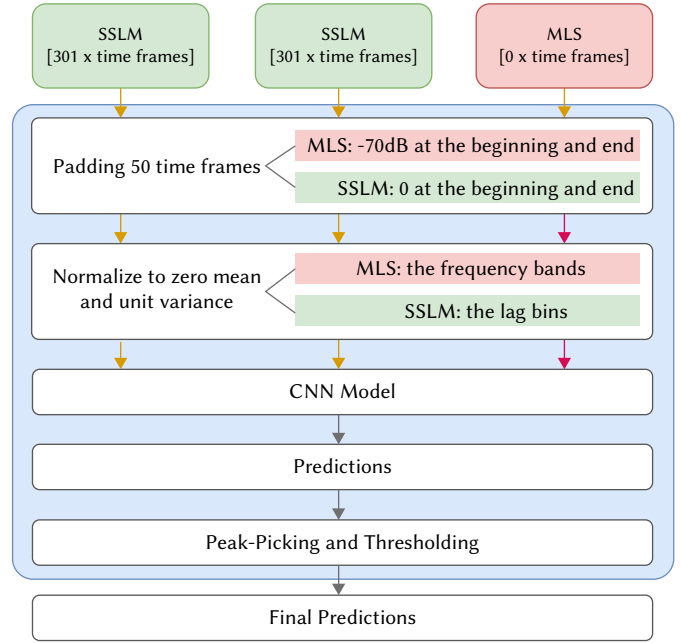 SSLM
[301 x time frames]
SSLM
[301 x time frames]
MLS
[0 x time frames]
Padding 50 time frames
MLS: -70dB at the beginning and end
SSLM: 0 at the beginning and end
Normalize to zero mean
and unit variance
MLS: the frequency bands
SSLM: the lag bins
CNN Model
Predictions
Peak-Picking and Thresholding
Final Predictions